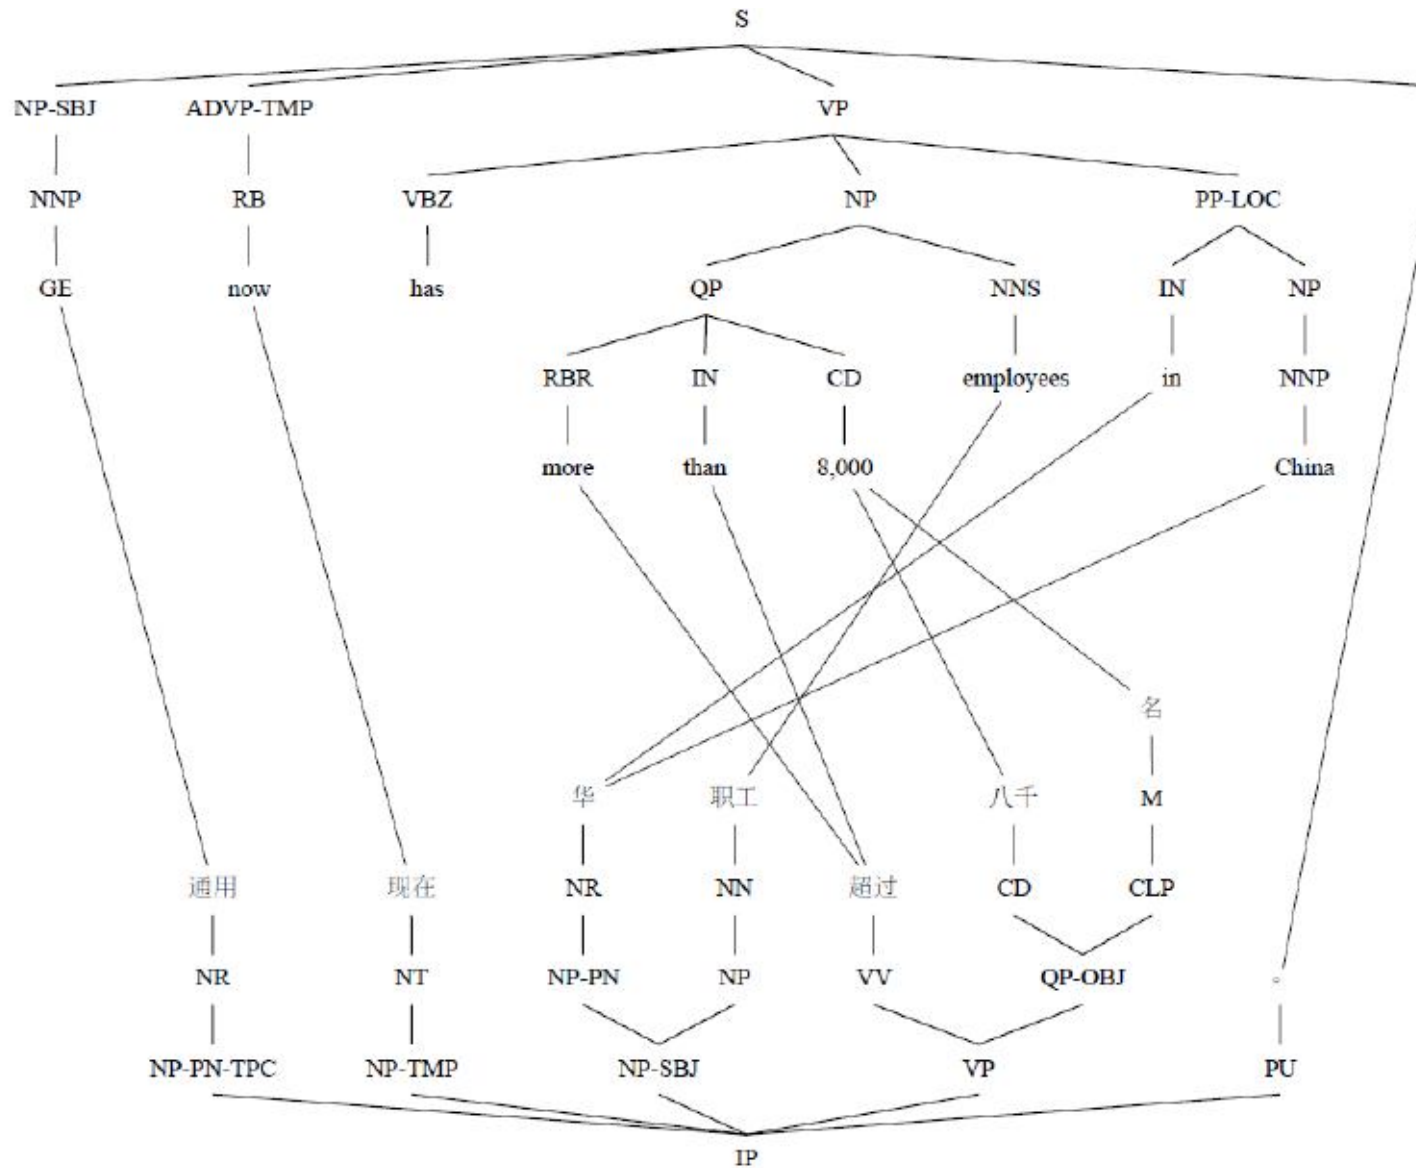 S
NP-SBJ ADVP-TMP VP
NNP RB VBZ NP PP-LOC
GE now has QP NNS IN NP
RBR IN CD employees in NNP
more than 8,000 China
名
华 职工 八千 M
通用 现在 NR NN 超过 CD CLP
NR NT NP-PN NP VV QP-OBJ 。
NP-PN-TPC NP-TMP NP-SBJ VP PU
IP